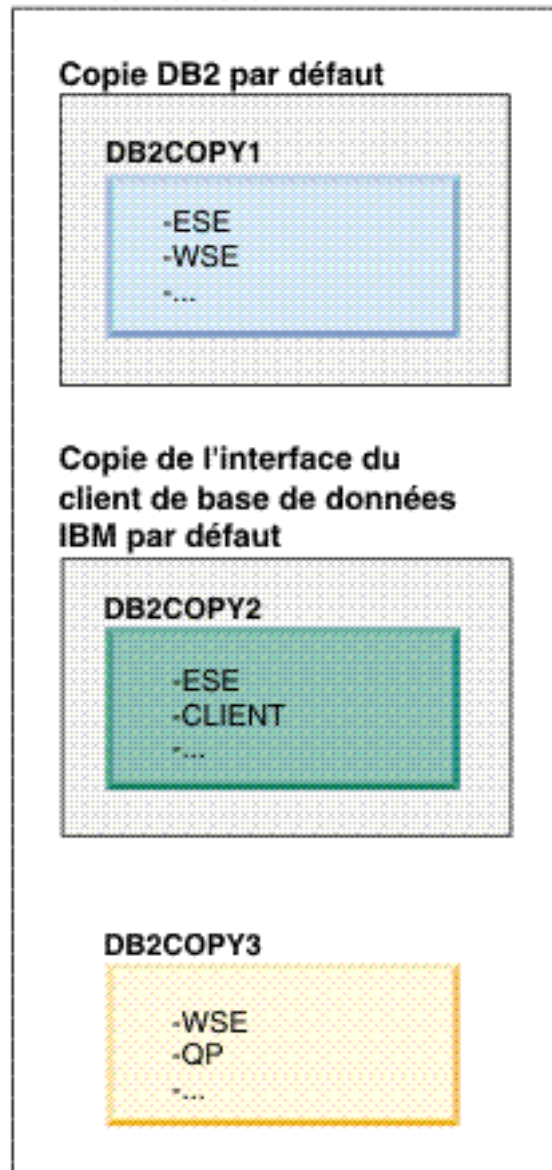 Copie DB2 par défaut
DB2COPY1
-ESE
-WSE
-...
Copie de l'interface du
client de base de données
IBM par défaut
DB2COPY2
-ESE
-CLIENT
-...
DB2COPY3
-WSE
-QP
-...